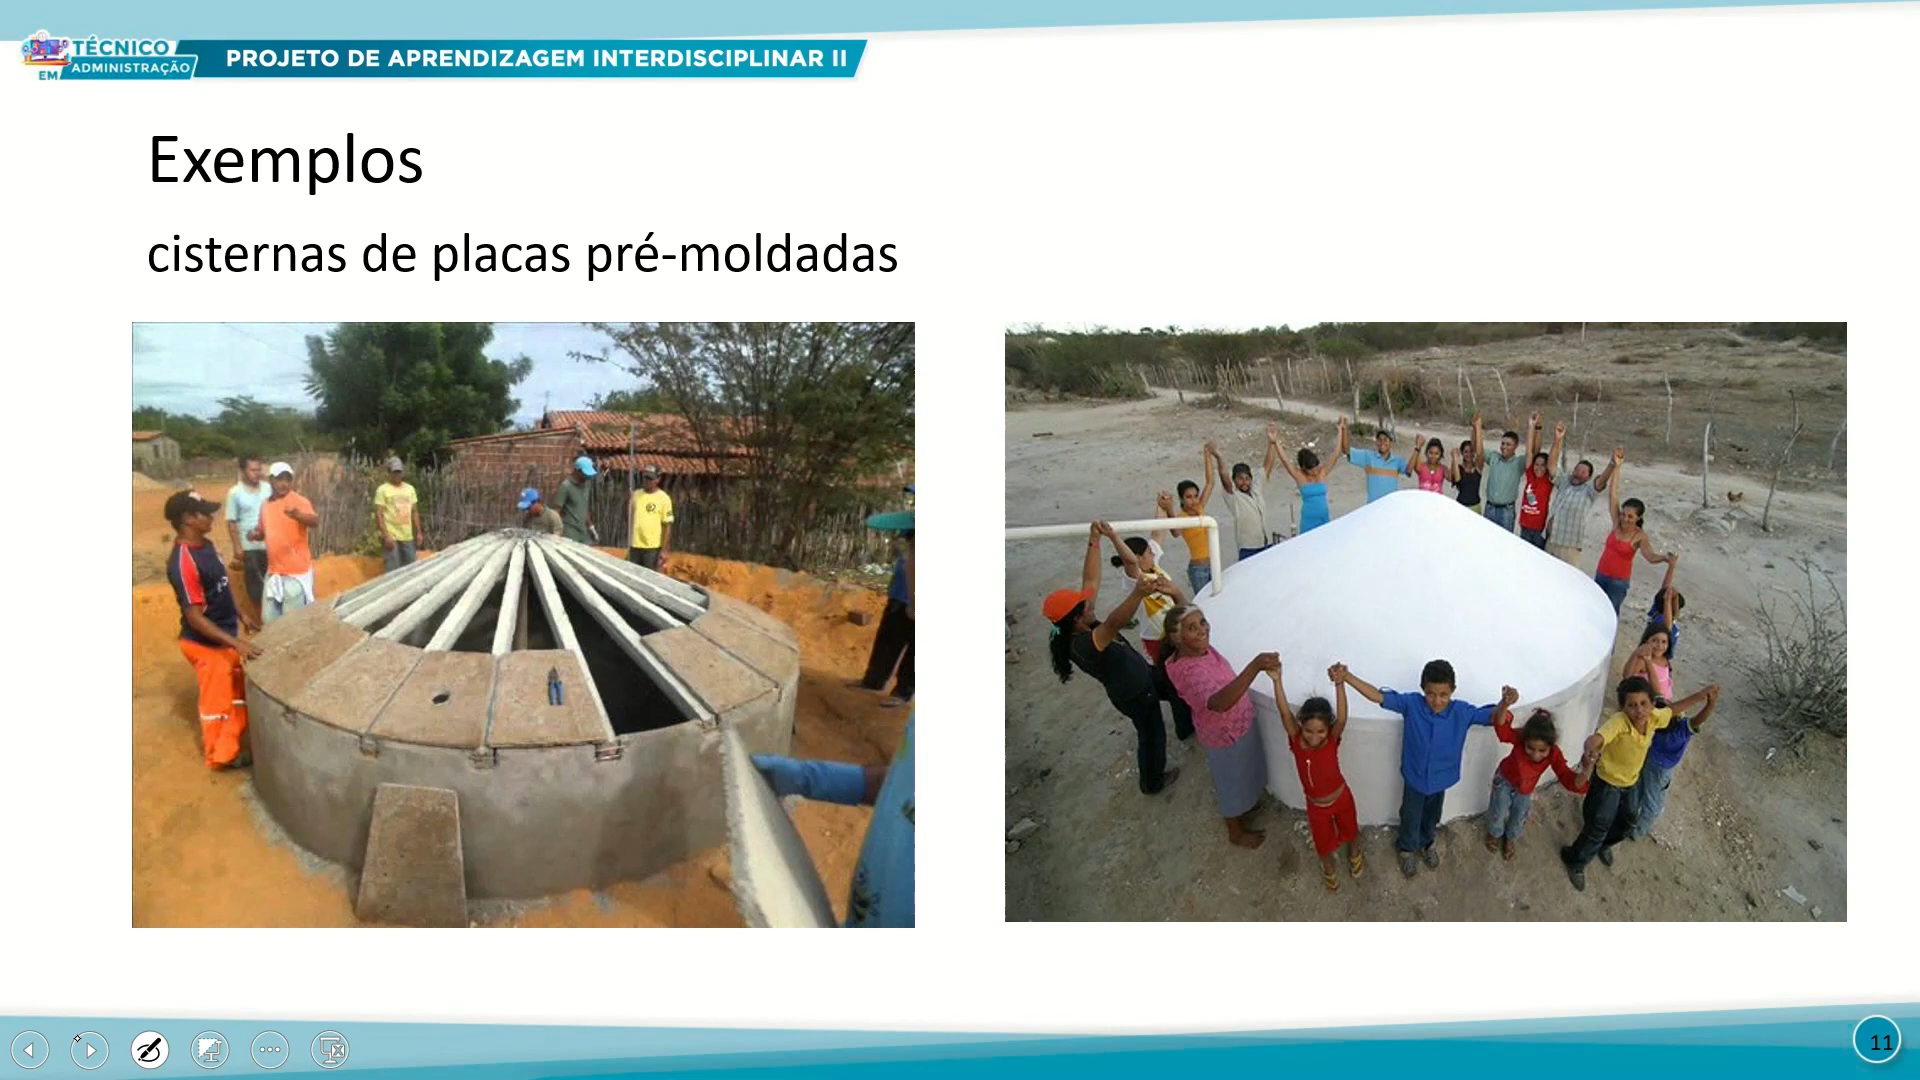 TÉCNICO
EM ADMINISTRAÇÃO
PROJETO DE APRENDIZAGEM INTERDISCIPLINAR II
Exemplos
cisternas de placas pré-moldadas
11